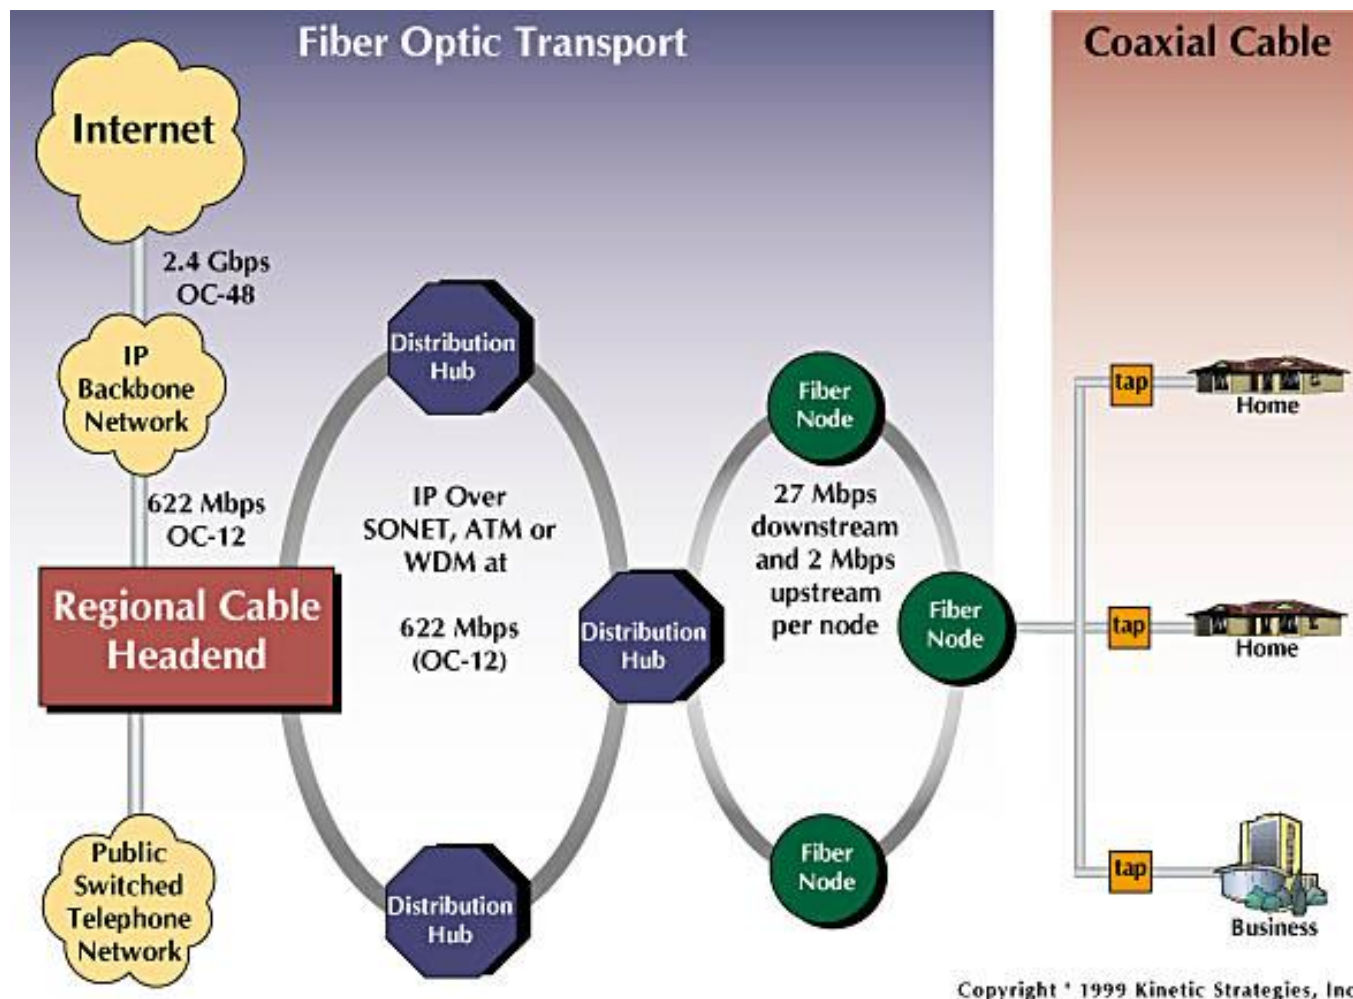 Fiber Optic Transport
Coaxial Cable
Internet
2.4 Gbps
OC-48
IP
Backbone
Network
622 Mbps
OC-12
Regional Cable
Headend
Public
Switched
Telephone
Network
Distribution
Hub
IP Over
SONET, ATM or
WDM at
622 Mbps
(OC-12)
Distribution
Hub
Distribution
Hub
Fiber
Node
27 Mbps
downstream
and 2 Mbps
upstream
per node
Fiber
Node
Fiber
Node
tap
Home
tap
Home
tap
Business
Copyright * 1999 Kinetic Strategies, Inc